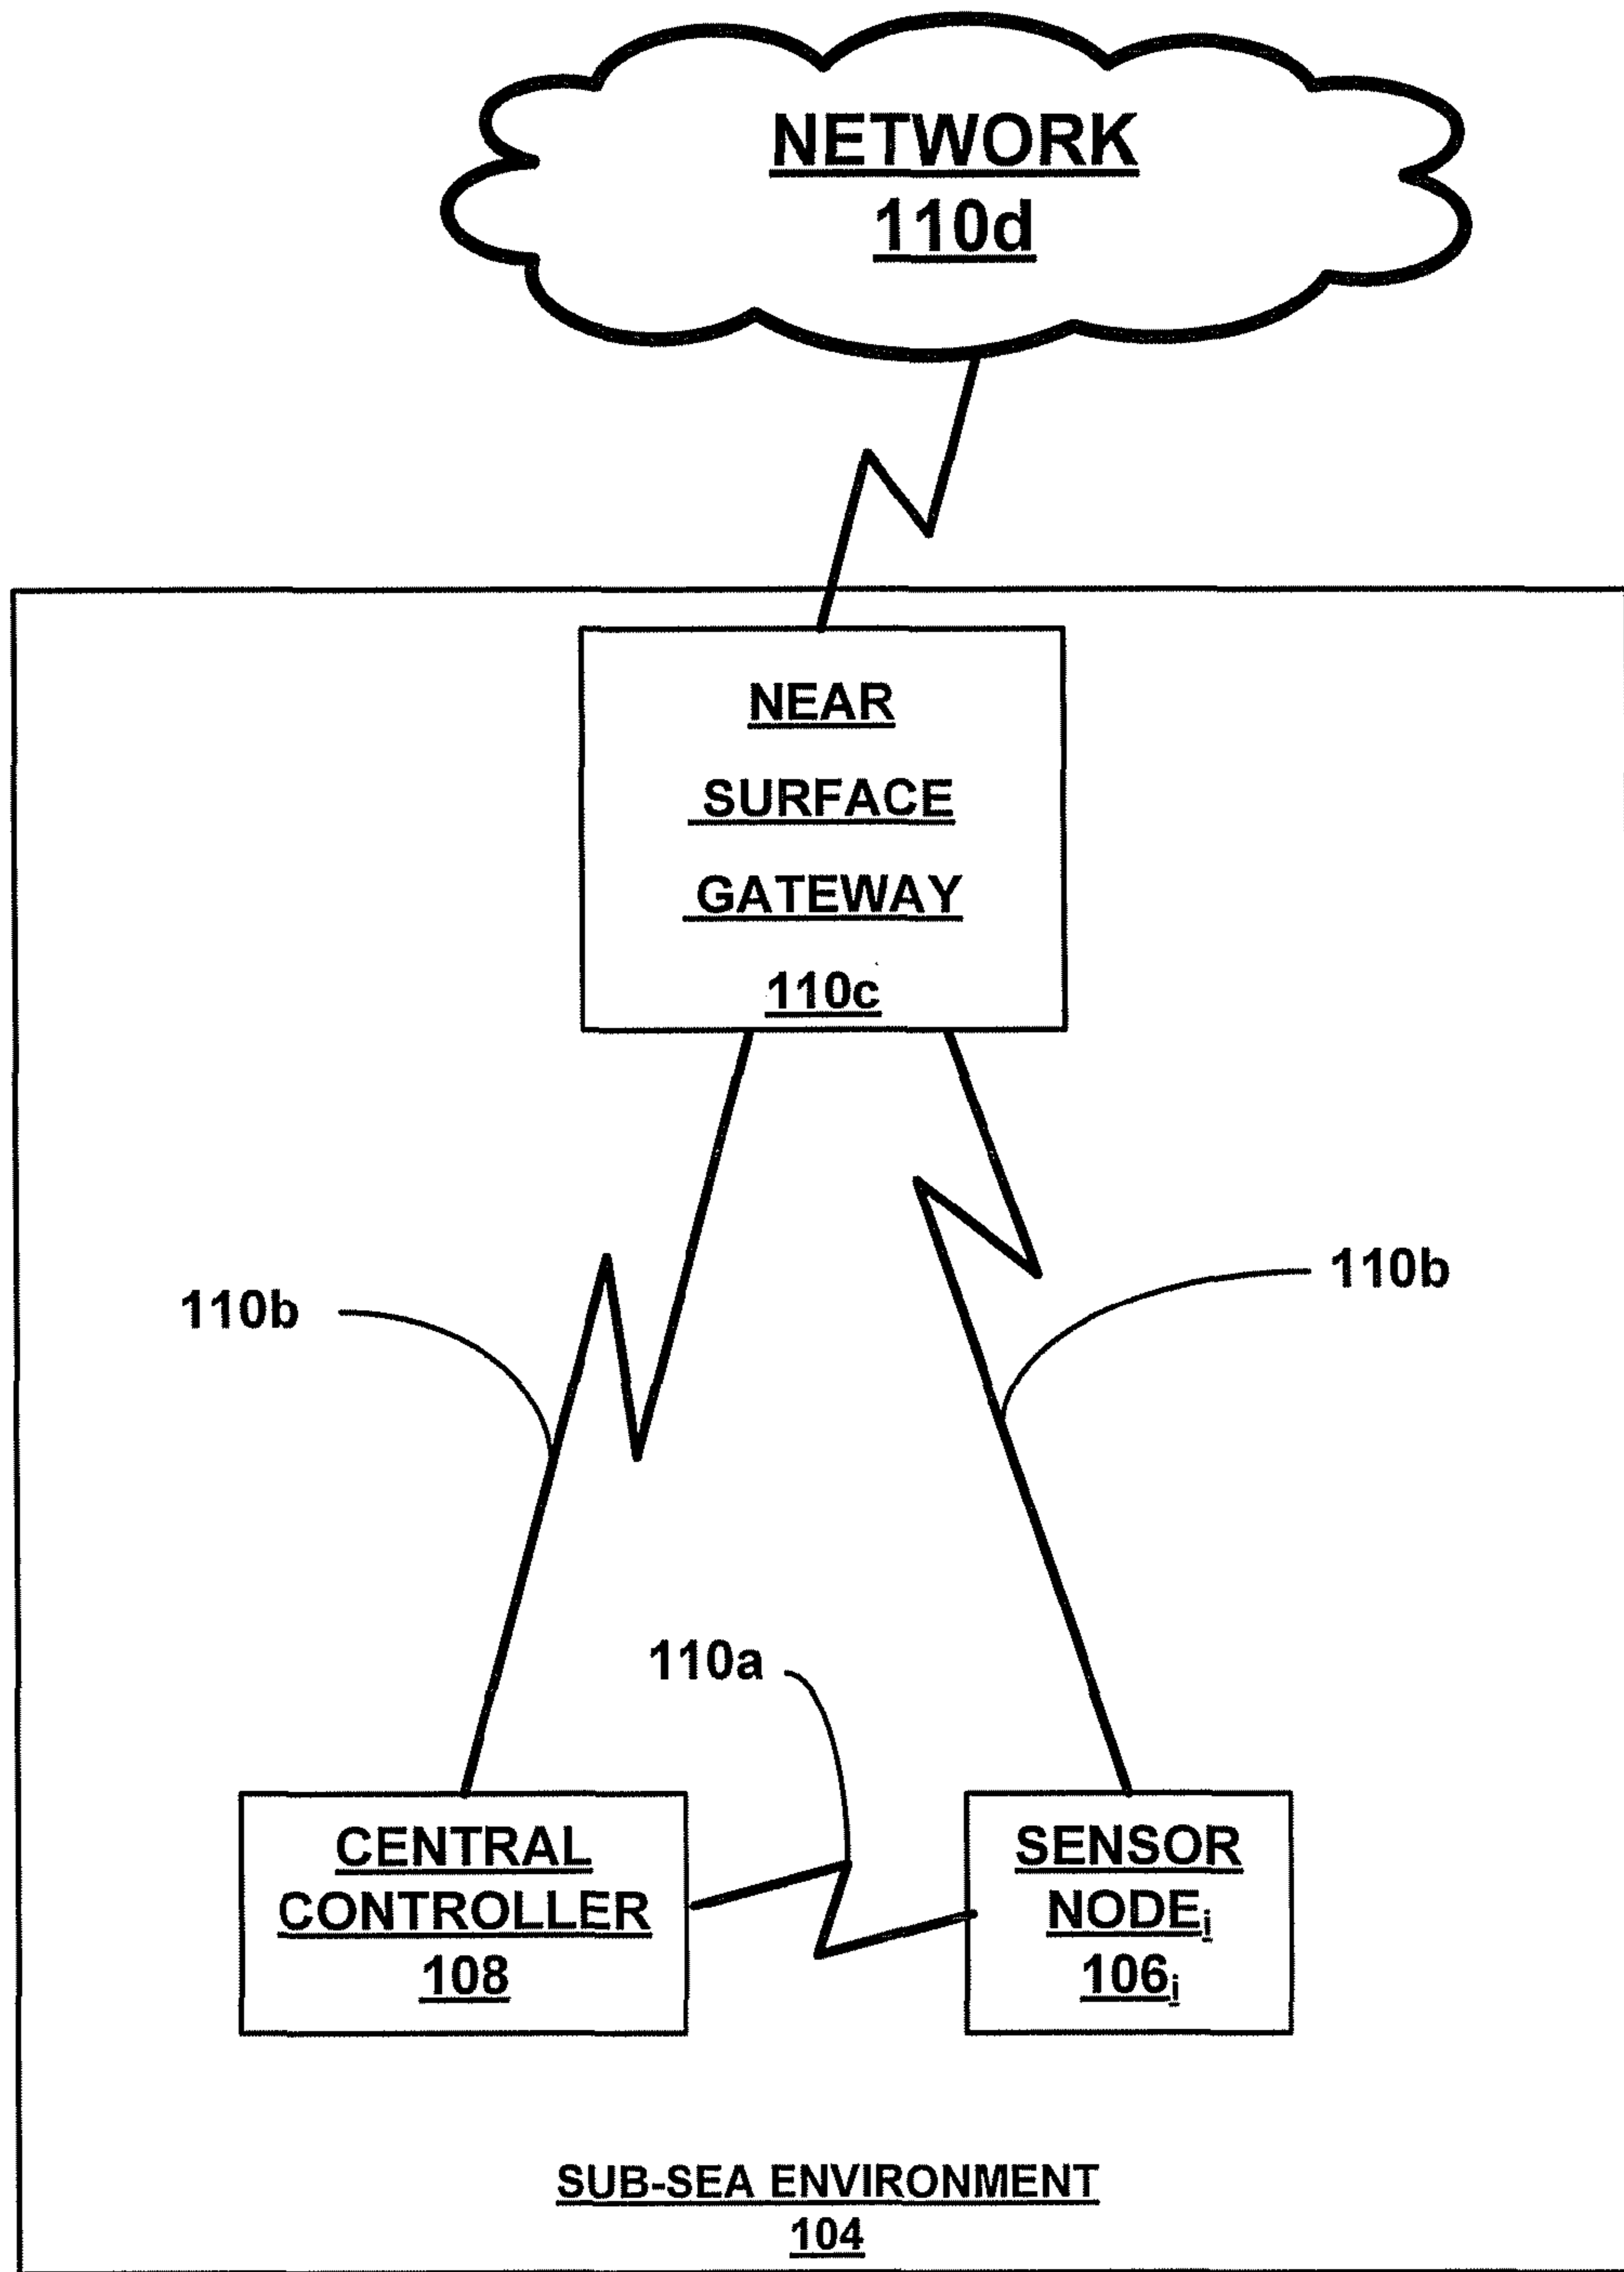 NETWORK
110d
NEAR
SURFACE
GATEWAY
110c
110b
110b
110a
CENTRAL
CONTROLLER
108
SENSOR
NODEi
106i
SUB-SEA ENVIRONMENT
104